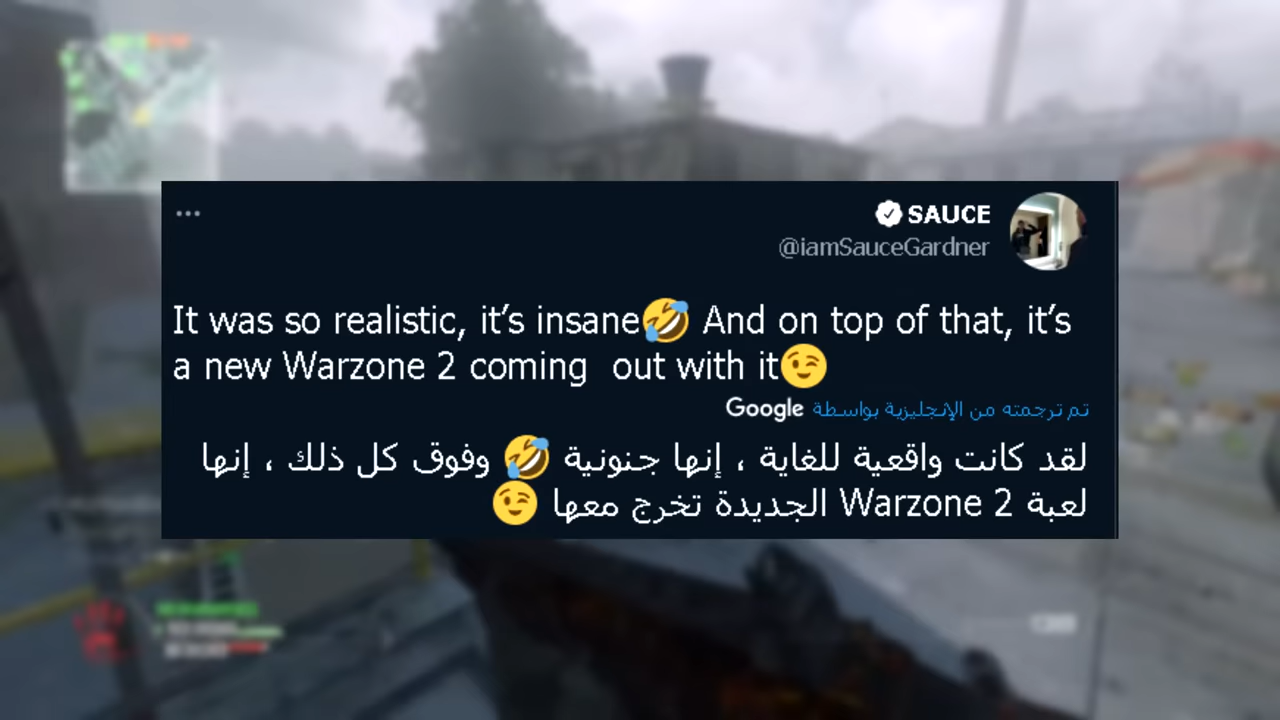 SAUCE
@iamSauceGardner
It was so realistic, it’s insane🤣 And on top of that, it’s
a new Warzone 2 coming  out with it😉
تم ترجمته من الإنجليزية بواسطة Google
لقد كانت واقعية للغاية ، إنها جنونية 🤣 وفوق كل ذلك ، إنها
لعبة Warzone 2 الجديدة تخرج معها 😉